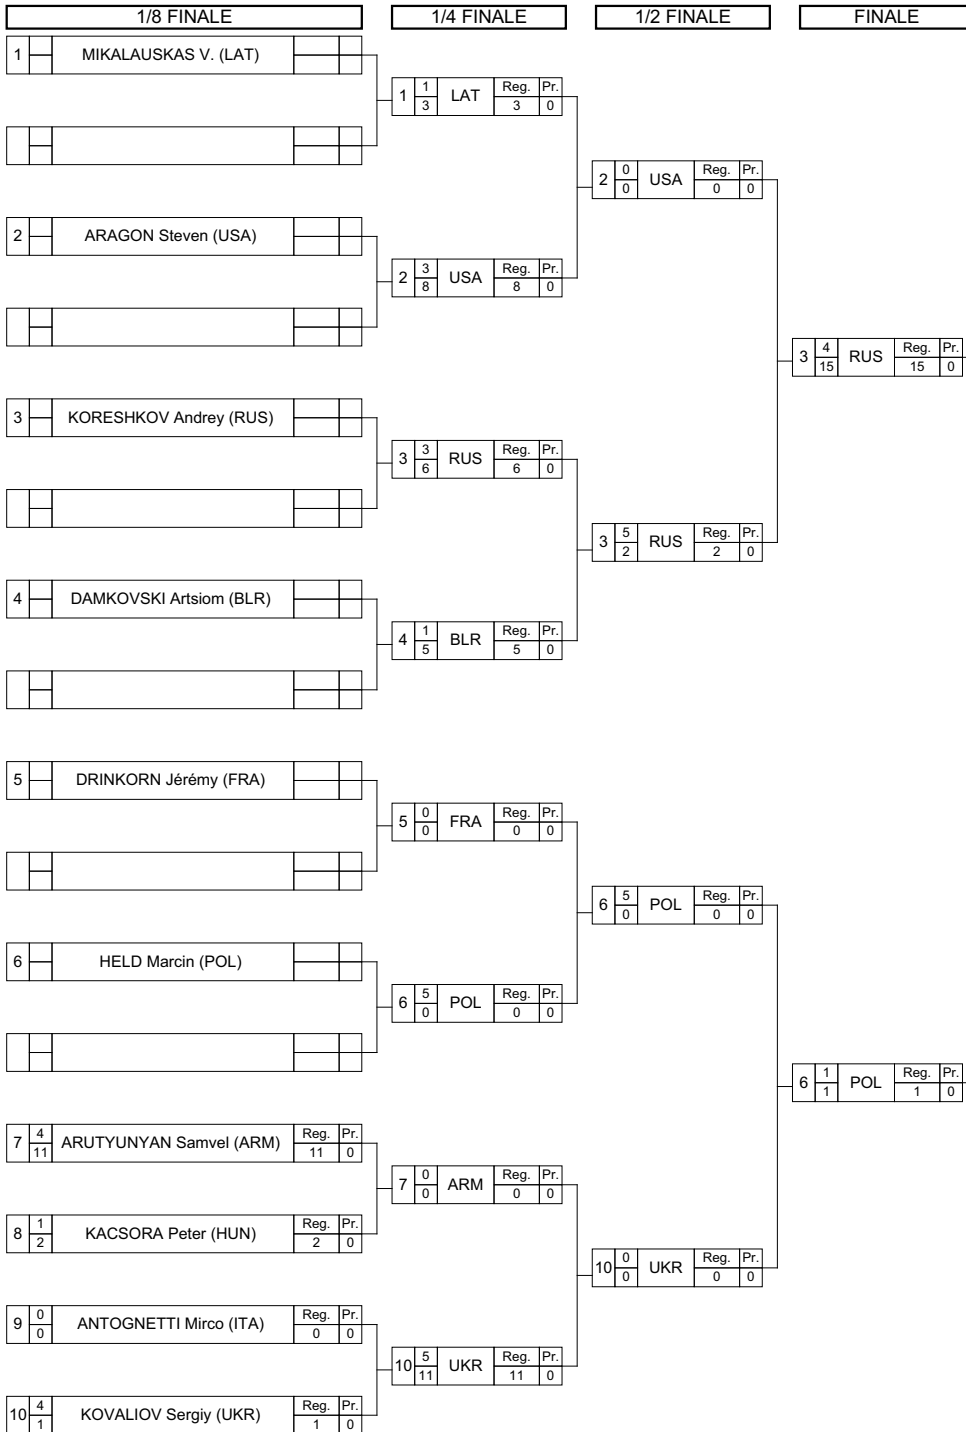 1/8 FINALE 1/4 FINALE 1/2 FINALE FINALE
1 MIKALAUSKAS V. (LAT)
1 1 LAT Reg. Pr.
3 3 0
2 0 USA Reg. Pr.
0 0 0
2 ARAGON Steven (USA)
2 3 USA Reg. Pr.
8 8 0
3 4 RUS Reg. Pr.
15 15 0
3 KORESHKOV Andrey (RUS)
3 3 RUS Reg. Pr.
6 6 0
3 5 RUS Reg. Pr.
2 2 0
4 DAMKOVSKI Artsiom (BLR)
4 1 BLR Reg. Pr.
5 5 0
5 DRINKORN Jérémy (FRA)
5 0 FRA Reg. Pr.
0 0 0
6 5 POL Reg. Pr.
0 0 0
6 HELD Marcin (POL)
6 5 POL Reg. Pr.
0 0 0
6 1 POL Reg. Pr.
1 1 0
7 4 ARUTYUNYAN Samvel (ARM) Reg. Pr.
11 11 0
7 0 ARM Reg. Pr.
0 0 0
8 1 KACSORA Peter (HUN) Reg. Pr.
2 2 0
10 0 UKR Reg. Pr.
0 0 0
9 0 ANTOGNETTI Mirco (ITA) Reg. Pr.
0 0 0
10 5 UKR Reg. Pr.
11 11 0
10 4 KOVALIOV Sergiy (UKR) Reg. Pr.
1 1 0